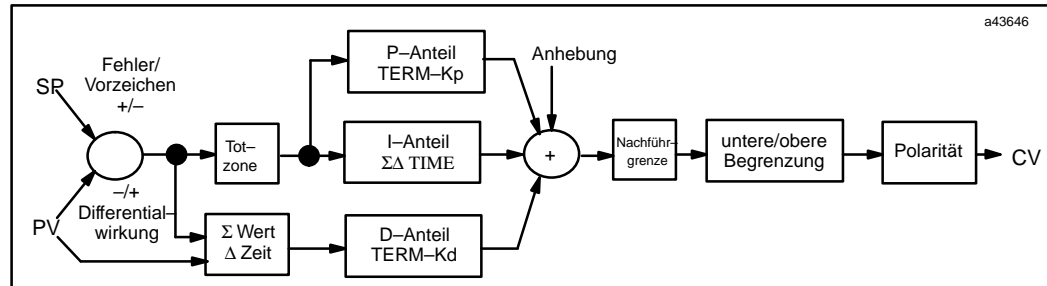 a43646
Fehler/
Vorzeichen
+/–
SP
P–Anteil
TERM–Kp
Anhebung
Tot–
zone
I–Anteil
ΣΔ TIME
+
Nachführ–
grenze
untere/obere
Begrenzung
Polarität
CV
–/+
Differential–
wirkung
PV
Σ Wert
Δ Zeit
D–Anteil
TERM–Kd